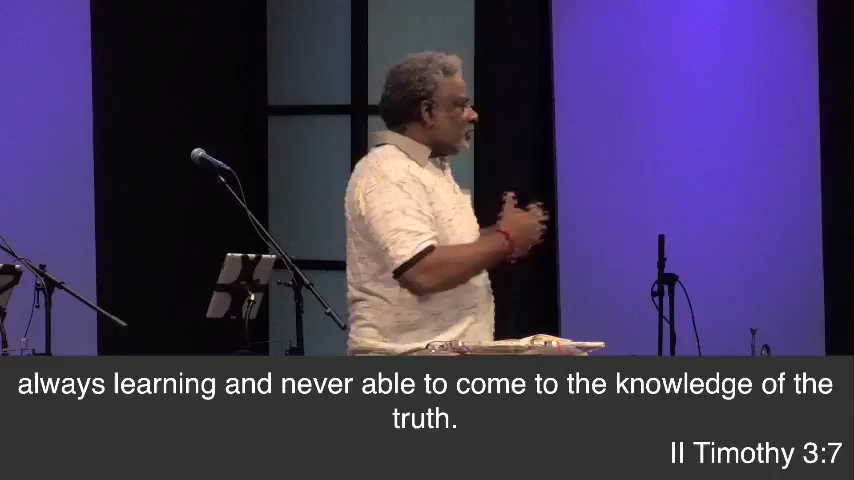 always learning and never able to come to the knowledge of the
truth.
II Timothy 3:7